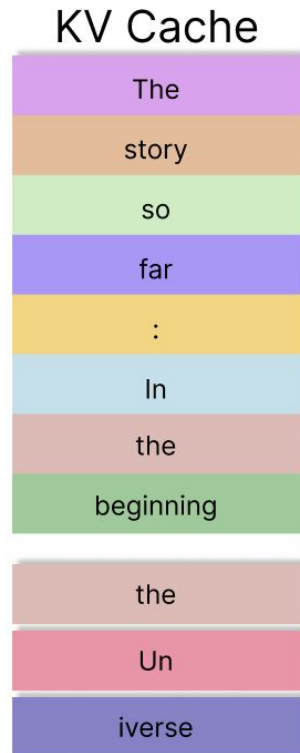 KV Cache
The
story
so
far
:
In
the
beginning
the
Un
iverse